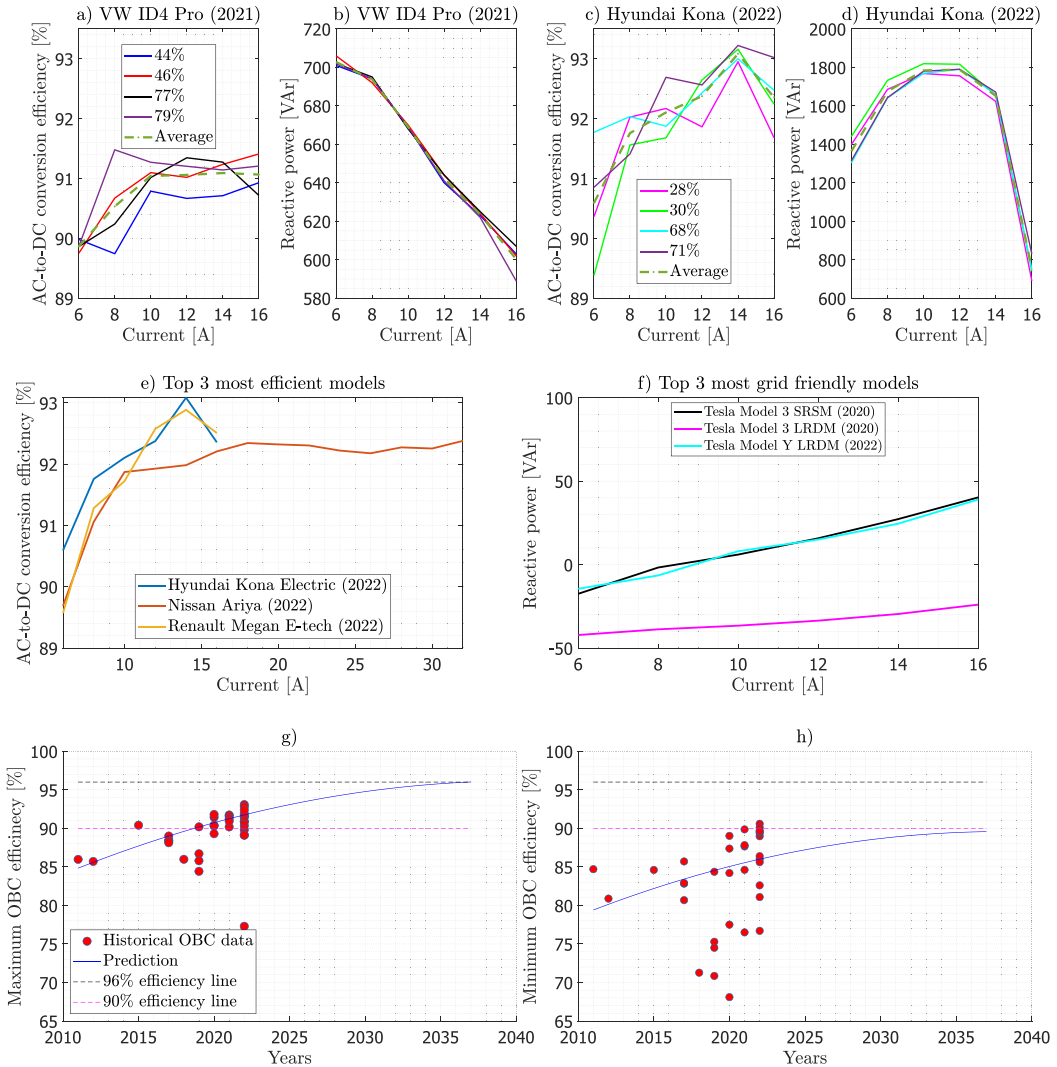 a) VW ID4 Pro (2021)
AC-to-DC conversion efficiency [%]
93
92
91
90
89
44%
46%
77%
79%
Average
6 8 10 12 14 16
Current [A]
b) VW ID4 Pro (2021)
Reactive power [VAr]
720
700
680
660
640
620
600
580
6 8 10 12 14 16
Current [A]
c) Hyundai Kona (2022)
AC-to-DC conversion efficiency [%]
93
92
91
90
89
28%
30%
68%
71%
Average
6 8 10 12 14 16
Current [A]
d) Hyundai Kona (2022)
Reactive power [VAr]
2000
1800
1600
1400
1200
1000
800
600
6 8 10 12 14 16
Current [A]
e) Top 3 most efficient models
AC-to-DC conversion efficiency [%]
93
92
91
90
89
Hyundai Kona Electric (2022)
Nissan Ariya (2022)
Renault Megan E-tech (2022)
10 15 20 25 30
Current [A]
f) Top 3 most grid friendly models
Reactive power [VAr]
100
50
0
-50
Tesla Model 3 SRSM (2020)
Tesla Model 3 LRDM (2020)
Tesla Model Y LRDM (2022)
6 8 10 12 14 16
Current [A]
g)
Maximum OBC efficinecy [%]
100
95
90
85
80
75
70
65
Historical OBC data
Prediction
96% efficiency line
90% efficiency line
2010 2015 2020 2025 2030 2035 2040
Years
h)
Minimum OBC efficinecy [%]
100
95
90
85
80
75
70
65
2010 2015 2020 2025 2030 2035 2040
Years